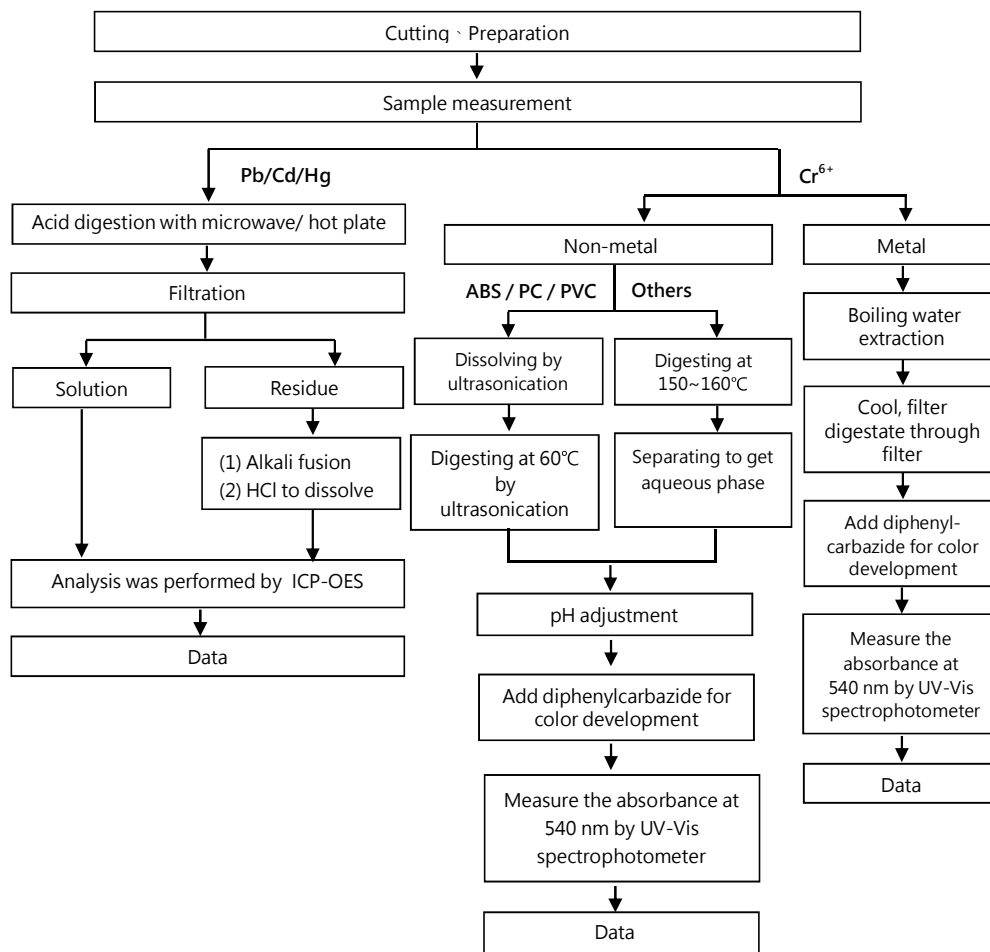 Cutting、Preparation
Sample measurement
Pb/Cd/Hg
Cr⁶⁺
Acid digestion with microwave/ hot plate
Filtration
Solution
Residue
(1) Alkali fusion
(2) HCl to dissolve
Analysis was performed by ICP-OES
Data
Non-metal
ABS / PC / PVC
Others
Dissolving by
ultrasonication
Digesting at 60℃
by
ultrasonication
Digesting at
150~160℃
Separating to get
aqueous phase
pH adjustment
Add diphenylcarbazide for
color development
Measure the absorbance at
540 nm by UV-Vis
spectrophotometer
Data
Metal
Boiling water
extraction
Cool, filter
digestate through
filter
Add diphenyl-
carbazide for color
development
Measure the
absorbance at
540 nm by UV-Vis
spectrophotometer
Data